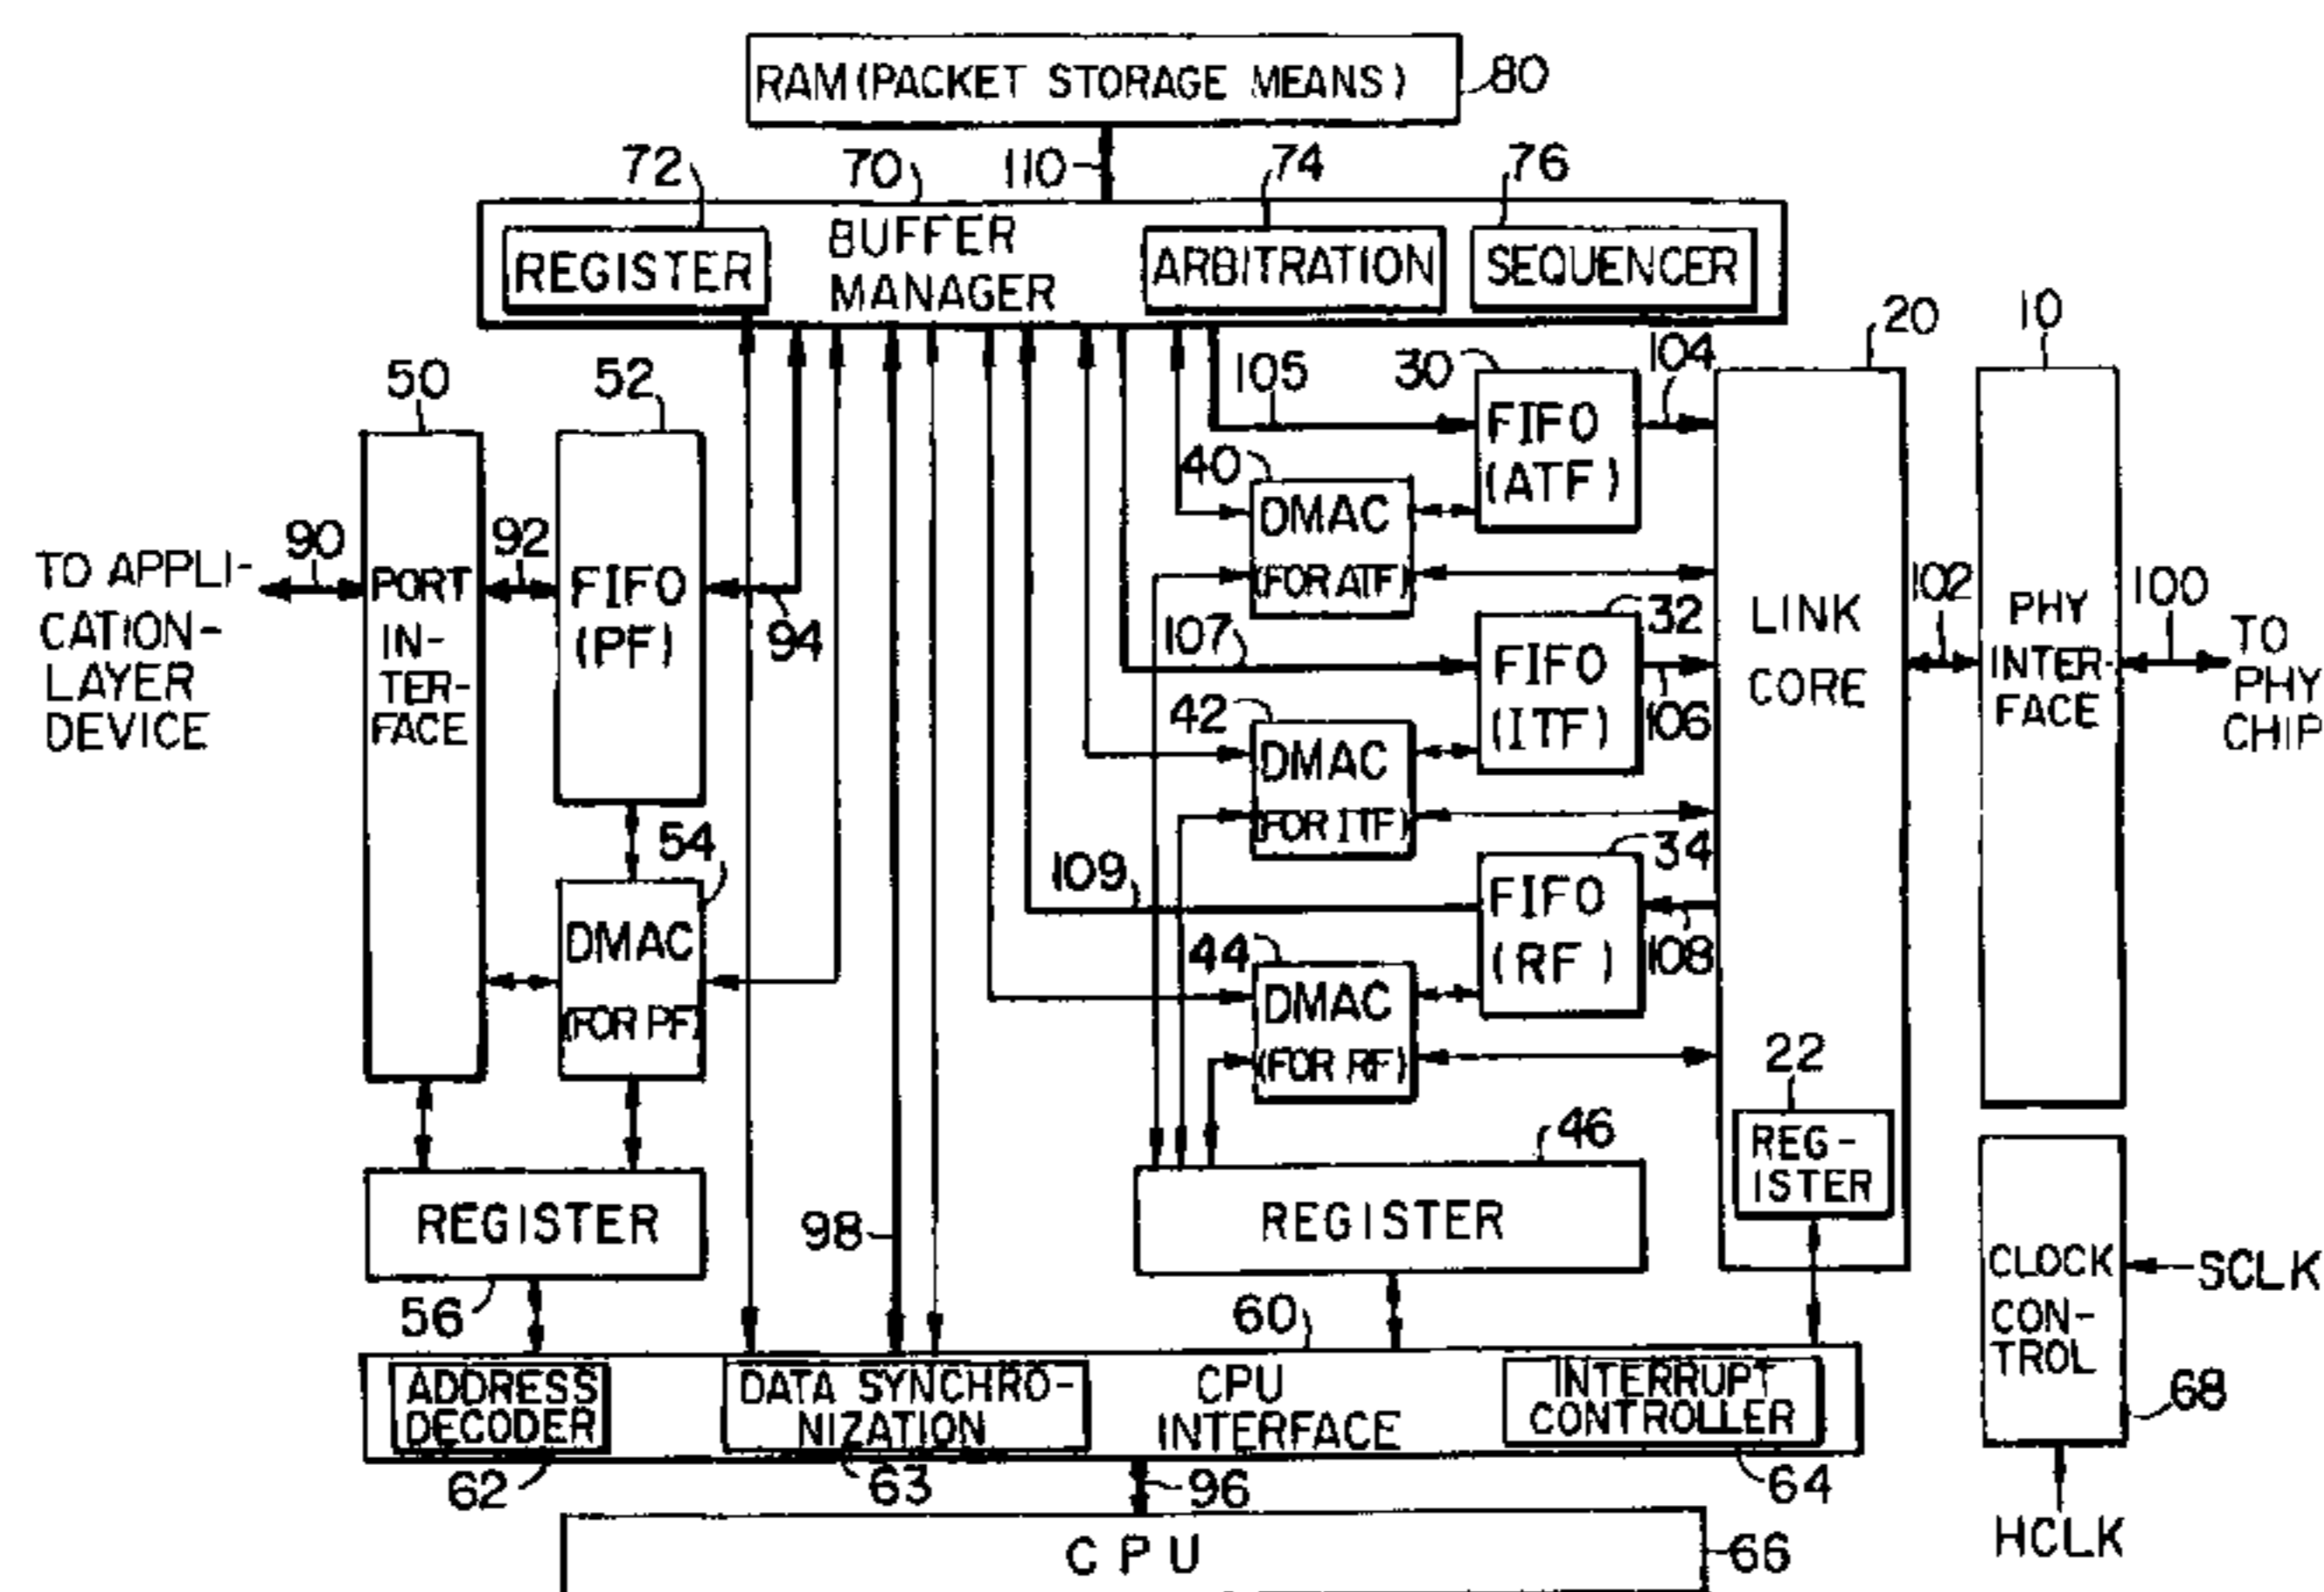 RAM (PACKET STORAGE MEANS)
80
72
70
110
74
76
REGISTER
BUFFER
MANAGER
ARBITRATION
SEQUENCER
50
52
105
30
104
20
10
FIFO
(ATF)
40
DMAC
(FOR ATF)
TO APPLI-
CATION-
LAYER
DEVICE
90
PORT
IN-
TER-
FACE
92
FIFO
(PF)
94
107
32
FIFO
(ITF)
106
LINK
CORE
102
PHY
INTER-
FACE
100
TO
PHY
CHIP
42
DMAC
(FOR ITF)
54
DMAC
(FOR PF)
109
34
FIFO
(RF)
108
44
DMAC
(FOR RF)
22
REG-
ISTER
46
REGISTER
56
98
REGISTER
60
CLOCK
CON-
TROL
SCLK
68
HCLK
ADDRESS
DECODER
62
DATA SYNCHRO-
NIZATION
63
CPU
INTERFACE
INTERRUPT
CONTROLLER
64
96
CPU
66